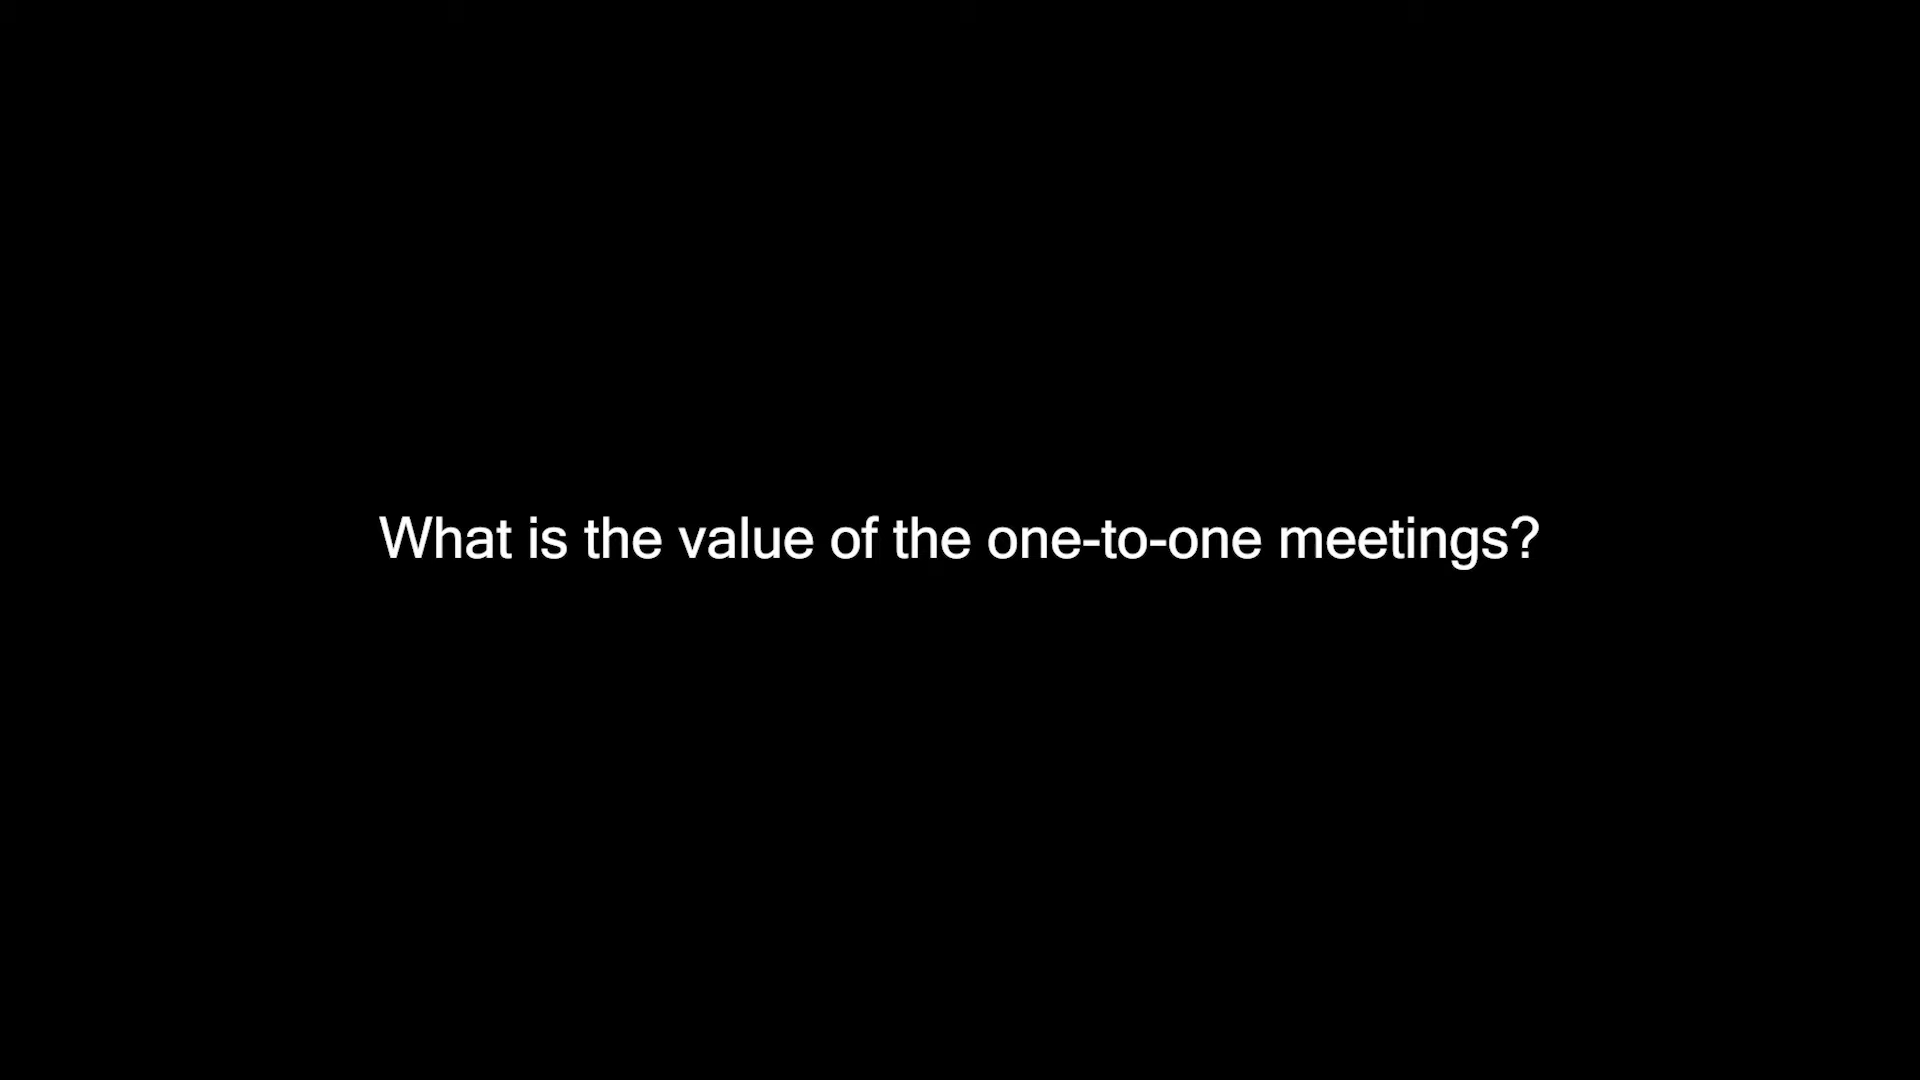 What is the value of the one-to-one meetings?